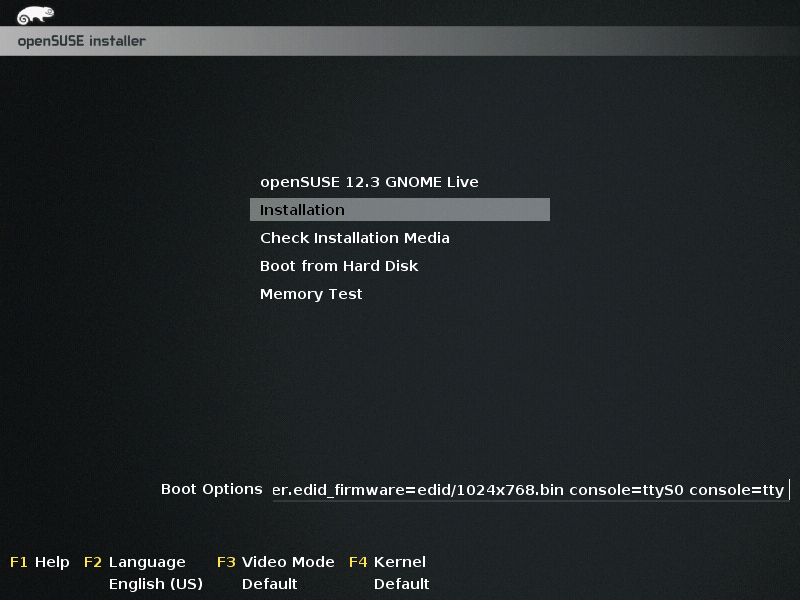 openSUSE installer
openSUSE 12.3 GNOME Live
Installation
Check Installation Media
Boot from Hard Disk
Memory Test
Boot Options er.edid_firmware=edid/1024x768.bin console=ttyS0 console=tty
F1 Help F2 Language F3 Video Mode F4 Kernel
English (US) Default Default